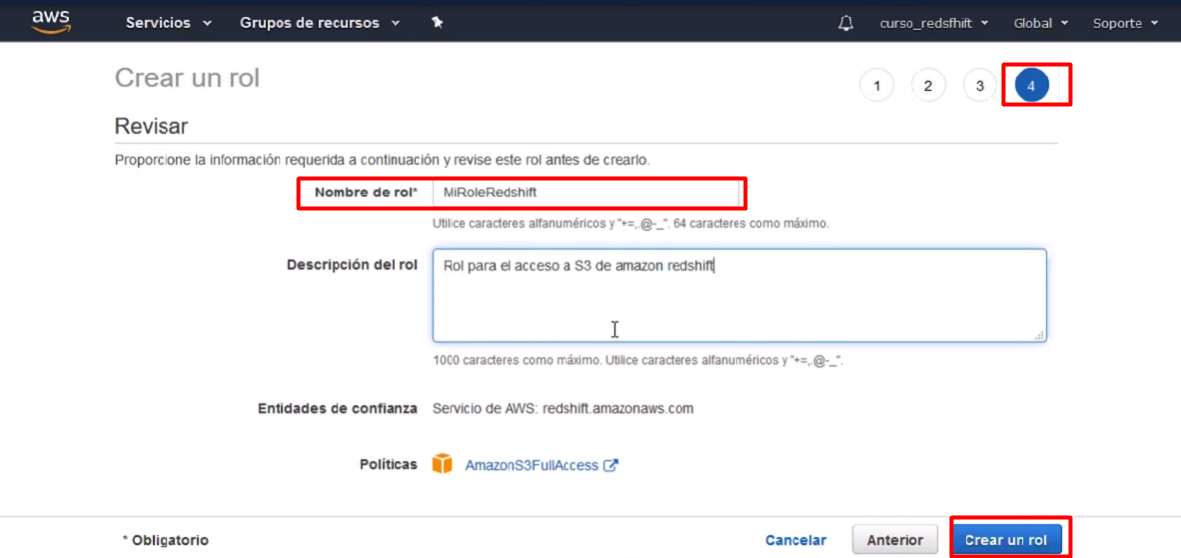 aws Servicios Grupos de recursos curso_redsfhift Global Soporte
Crear un rol
1 2 3 4
Revisar
Proporcione la información requerida a continuación y revise este rol antes de crearlo.
Nombre de rol* MiRoleRedshift
Utilice caracteres alfanuméricos y "+=,.@-_". 64 caracteres como máximo.
Descripción del rol Rol para el acceso a S3 de amazon redshift
1000 caracteres como máximo. Utilice caracteres alfanuméricos y "+=,.@-_".
Entidades de confianza Servicio de AWS: redshift.amazonaws.com
Políticas AmazonS3FullAccess
* Obligatorio Cancelar Anterior Crear un rol